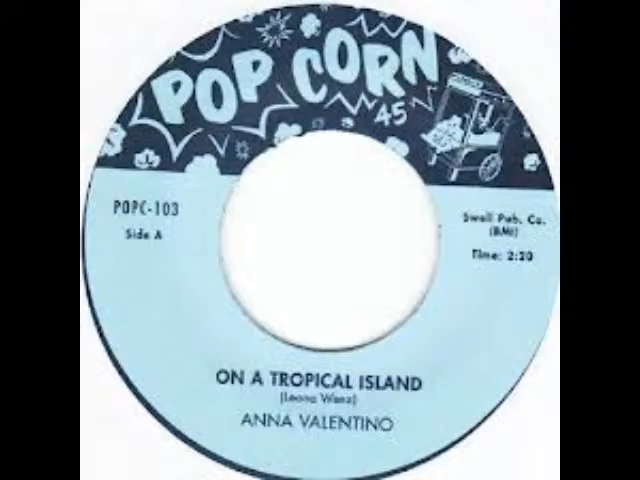 POP CORN
45
POPC-103
Side A
Swell Pub. Co.
(BMI)
Time: 2:20
ON A TROPICAL ISLAND
(Leona
ANNA VALENTINO